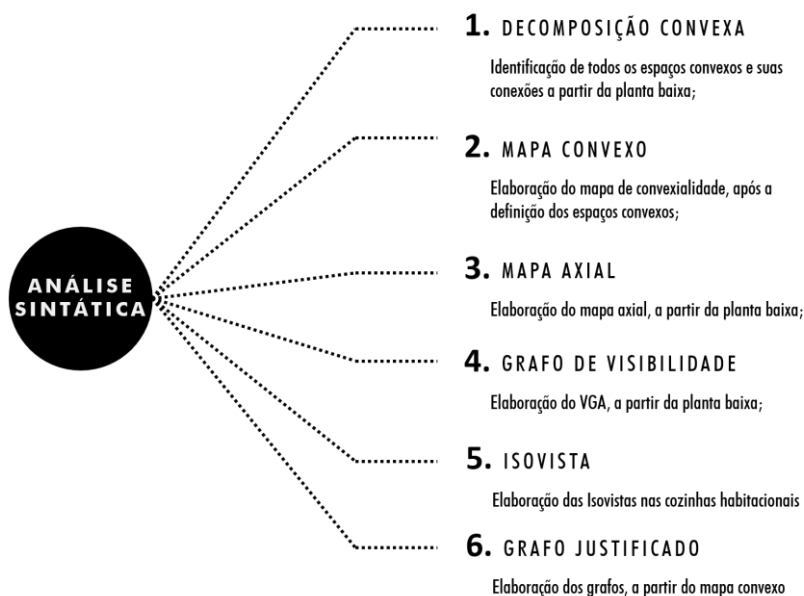 ANÁLISE
SINTÁTICA
1. DECOMPOSIÇÃO CONVEXA
Identificação de todos os espaços convexos e suas
conexões a partir da planta baixa;
2. MAPA CONVEXO
Elaboração do mapa de convexialidade, após a
definição dos espaços convexos;
3. MAPA AXIAL
Elaboração do mapa axial, a partir da planta baixa;
4. GRAFO DE VISIBILIDADE
Elaboração do VGA, a partir da planta baixa;
5. ISOVISTA
Elaboração das Isovistas nas cozinhas habitacionais
6. GRAFO JUSTIFICADO
Elaboração dos grafos, a partir do mapa convexo